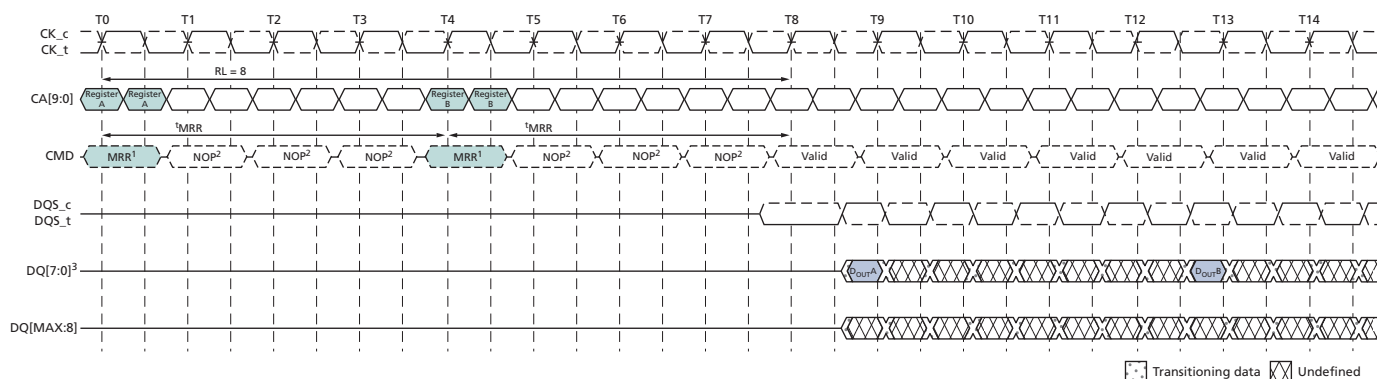 T0 T1 T2 T3 T4 T5 T6 T7 T8 T9 T10 T11 T12 T13 T14
CK_c
CK_t
RL = 8
CA[9:0] Register A Register A Register B Register B
tMRR tMRR
CMD MRR1 NOP2 NOP2 NOP2 MRR1 NOP2 NOP2 NOP2 Valid Valid Valid Valid Valid Valid Valid
DQS_c
DQS_t
DQ[7:0]3 DOUTA DOUTB
DQ[MAX:8]
Transitioning data Undefined